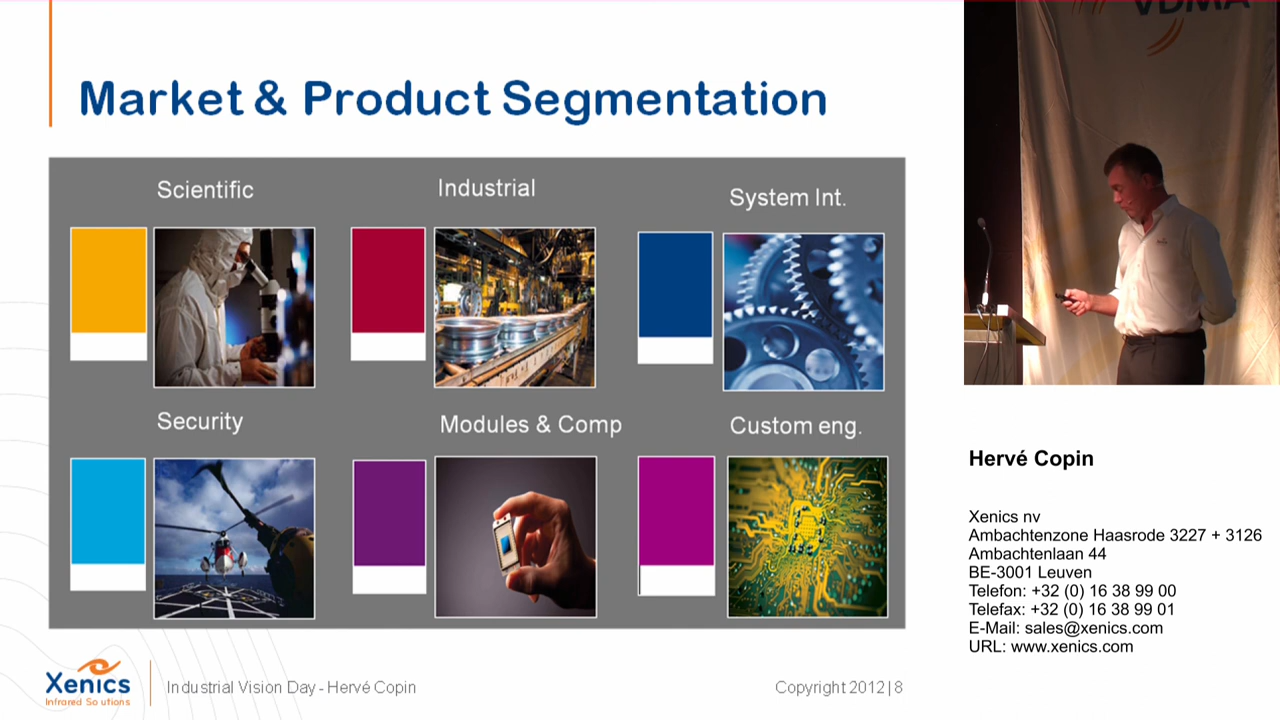 Market & Product Segmentation
Scientific
Industrial
System Int.
Security
Modules & Comp
Custom eng.
Xenics
Infrared Solutions
Industrial Vision Day - Hervé Copin
Copyright 2012|8
VDMA
Hervé Copin
Xenics nv
Ambachtenzone Haasrode 3227 + 3126
Ambachtenlaan 44
BE-3001 Leuven
Telefon: +32 (0) 16 38 99 00
Telefax: +32 (0) 16 38 99 01
E-Mail: sales@xenics.com
URL: www.xenics.com